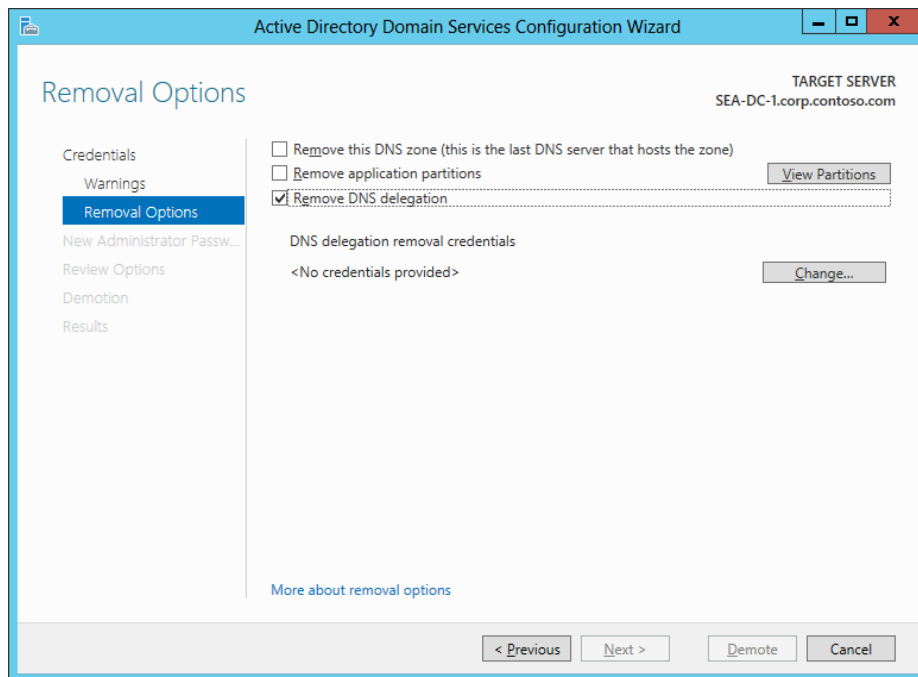 Active Directory Domain Services Configuration Wizard
Removal Options
TARGET SERVER
SEA-DC-1.corp.contoso.com
Credentials
Warnings
Removal Options
New Administrator Passw...
Review Options
Demotion
Results
Remove this DNS zone (this is the last DNS server that hosts the zone)
Remove application partitions
View Partitions
Remove DNS delegation
DNS delegation removal credentials
<No credentials provided>
Change...
More about removal options
< Previous
Next >
Demote
Cancel